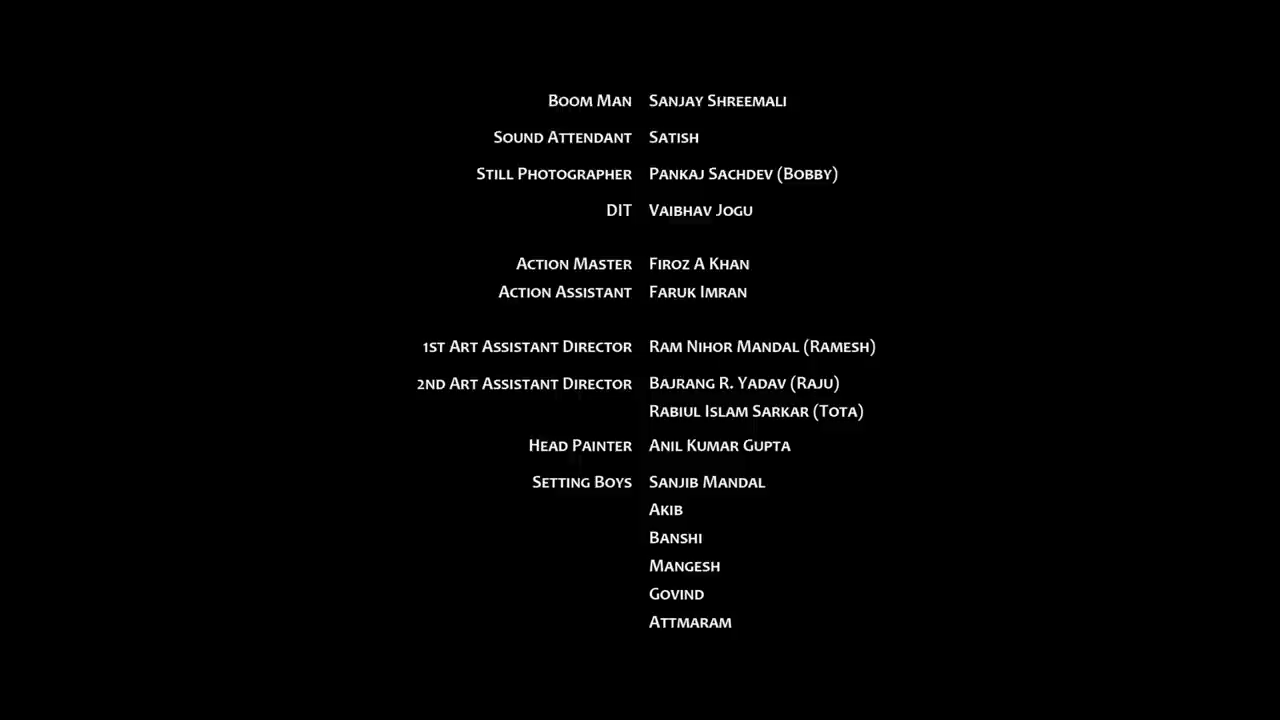 Boom Man Sanjay Shreemali
Sound Attendant Satish
Still Photographer Pankaj Sachdev (Bobby)
DIT Vaibhav Jogu
Action Master Firoz A Khan
Action Assistant Faruk Imran
1st Art Assistant Director Ram Nihor Mandal (Ramesh)
2nd Art Assistant Director Bajrang R. Yadav (Raju)
Rabiul Islam Sarkar (Tota)
Head Painter Anil Kumar Gupta
Setting Boys Sanjib Mandal
Akib
Banshi
Mangesh
Govind
Attmaram